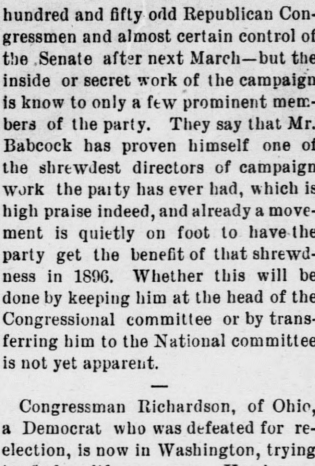 hundred and fifty odd Republican Con-
gressmen and almost certain control of
the Senate after next March—but the
inside or secret work of the campaign
is know to only a few prominent mem-
bers of the party. They say that Mr.
Babcock has proven himself one of
the shrewdest directors of campaign
work the party has ever had, which is
high praise indeed, and already a move-
ment is quietly on foot to have the
party get the benefit of that shrewd-
ness in 1896. Whether this will be
done by keeping him at the head of the
Congressional committee or by trans-
ferring him to the National committee
is not yet apparent.
—
Congressman Richardson, of Ohio,
a Democrat who was defeated for re-
election, is now in Washington, trying